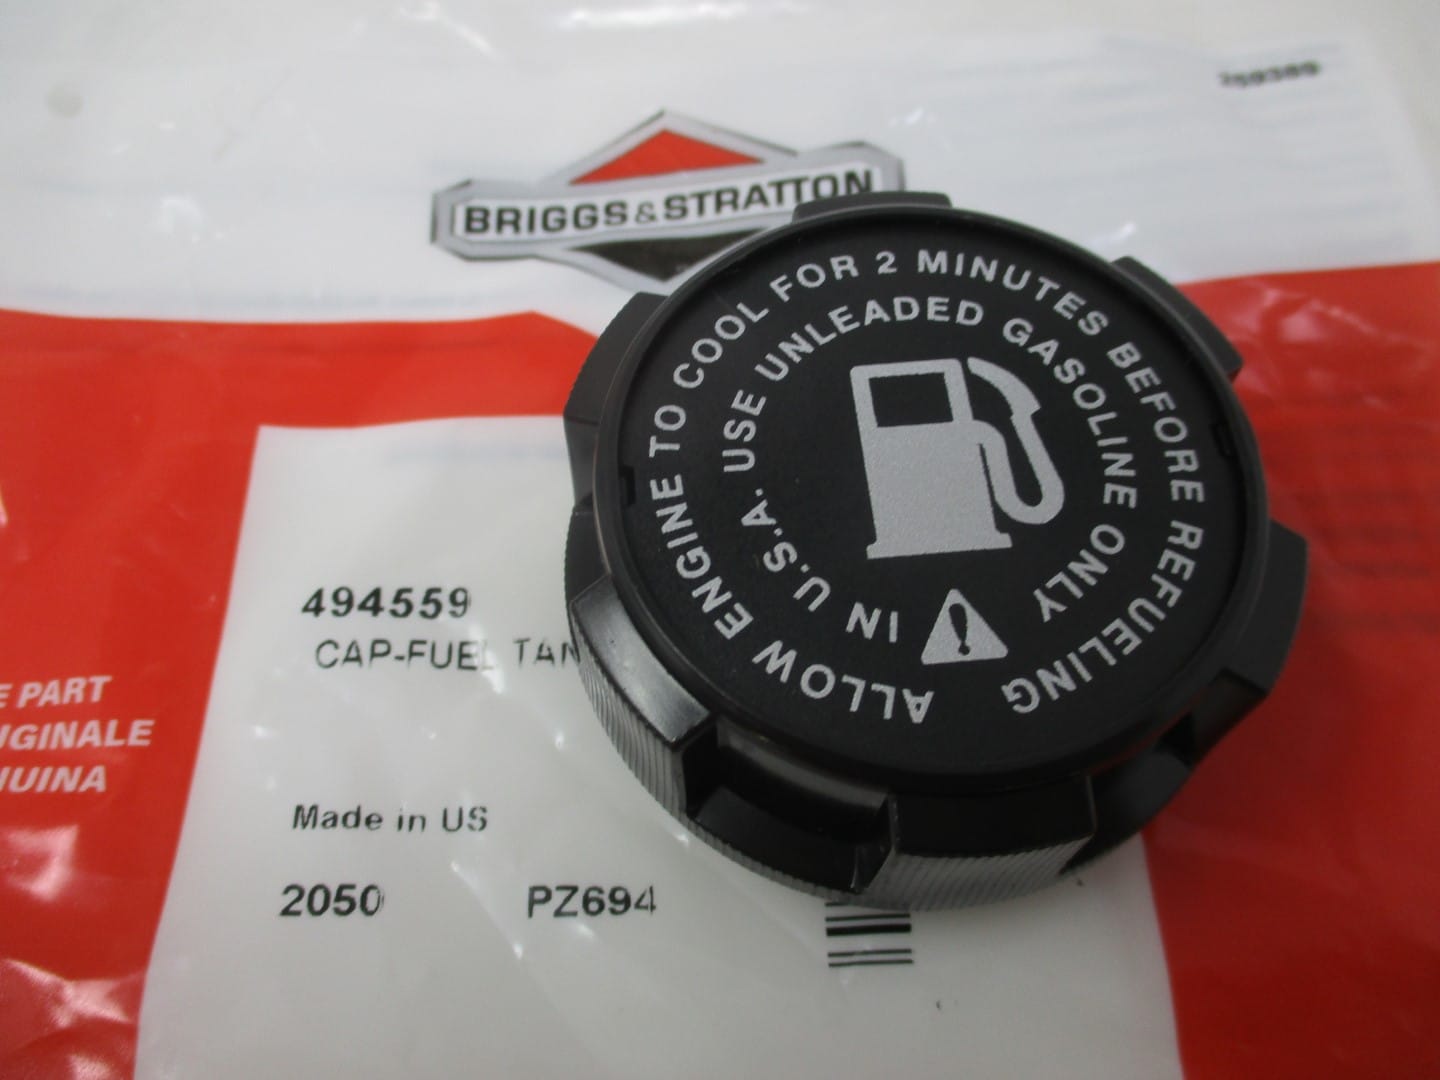 BRIGGS&STRATTON
ALLOW ENGINE TO COOL FOR 2 MINUTES BEFORE REFUELING
IN U.S.A. USE UNLEADED GASOLINE ONLY
494559
CAP-FUEL TAN
E PART
IGINALE
NUINA
Made in US
2050
PZ694